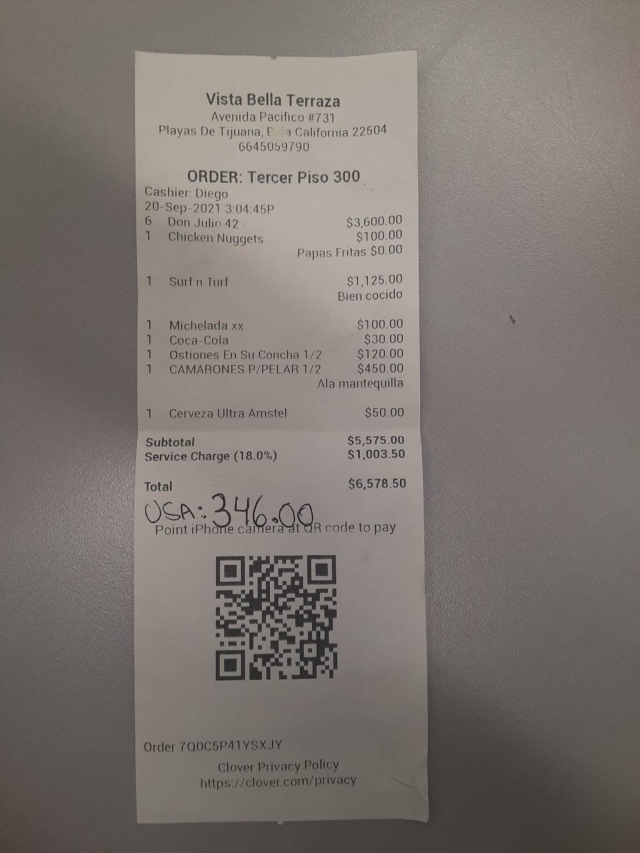 Vista Bella Terraza
Avenida Pacifico #731
Playas De Tijuana, California 22504
6645059790
ORDER: Tercer Piso 300
Cashier: Diego
20-Sep-2021 3:04:45P
6 Don Julio 42 $3,600.00
1 Chicken Nuggets $100.00
Papas Fritas $0.00
1 Surf n Turf $1,125.00
Bien cocido
1 Michelada xx $100.00
1 Coca-Cola $30.00
1 Ostiones En Su Concha 1/2 $120.00
1 CAMARONES P/PELAR 1/2 $450.00
Ala mantequilla
1 Cerveza Ultra Amstel $50.00
Subtotal $5,575.00
Service Charge (18.0%) $1,003.50
Total $6,578.50
USA: 346.00
Point iPhone camera at QR code to pay
Order 7Q0C5P41YSXJY
Clover Privacy Policy
https://clover.com/privacy